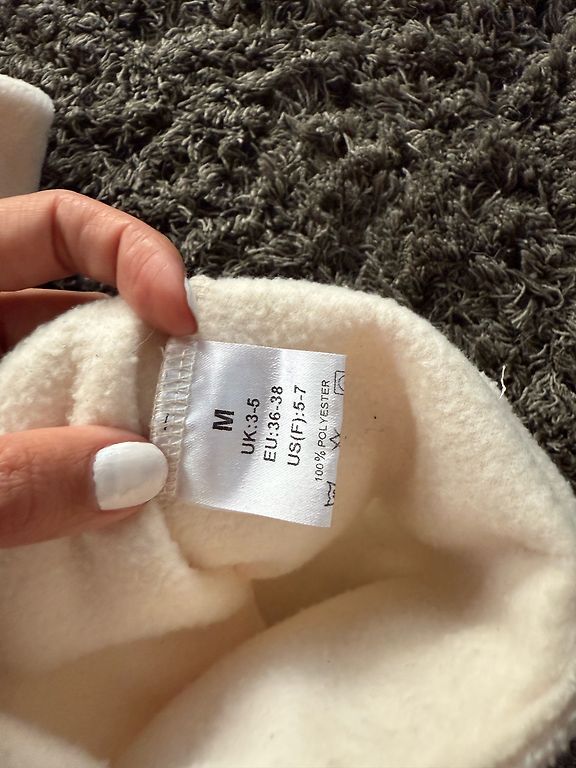 M
UK:3-5
EU:36-38
US(F):5-7
100% POLYESTER